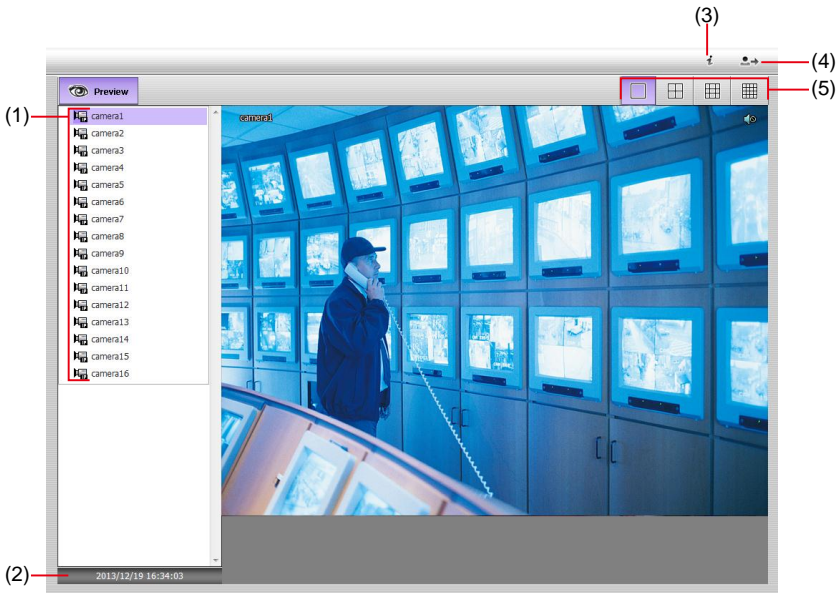 (3)
(4)
Preview
(5)
(1)
camera1
camera1
camera2
camera3
camera4
camera5
camera6
camera7
camera8
camera9
camera10
camera11
camera12
camera13
camera14
camera15
camera16
(2)
2013/12/19 16:34:03